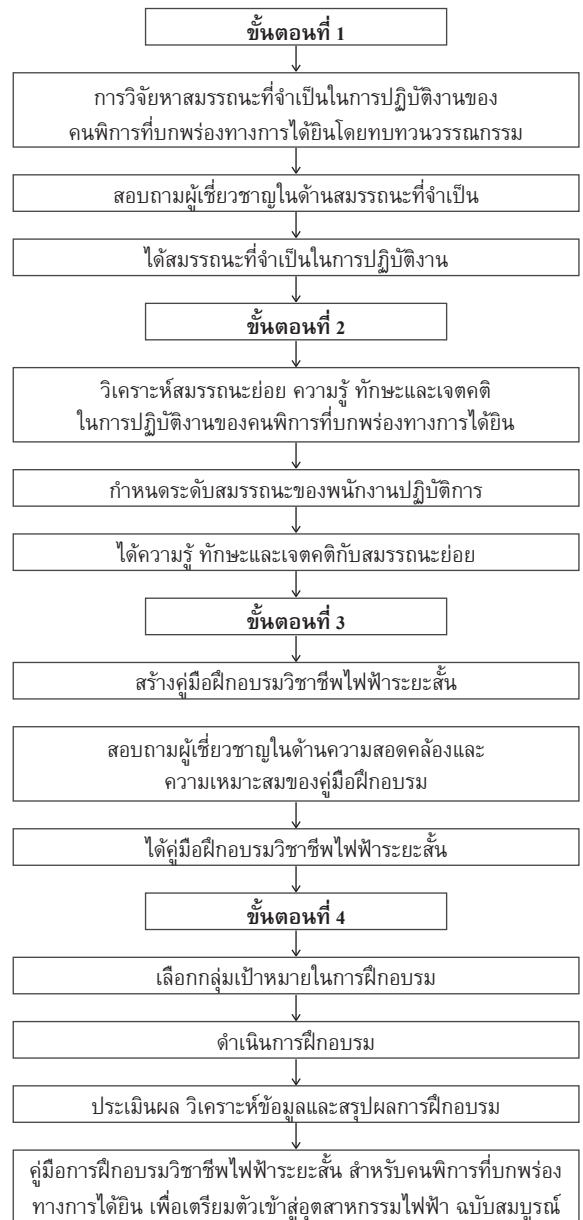 ขั้นตอนที่ 1
การวิจัยหาสมรรถนะที่จำเป็นในการปฏิบัติงานของ
คนพิการที่บกพร่องทางการได้ยินโดยทบทวนวรรณกรรม
สอบถามผู้เชี่ยวชาญในด้านสมรรถนะที่จำเป็น
ได้สมรรถนะที่จำเป็นในการปฏิบัติงาน
ขั้นตอนที่ 2
วิเคราะห์สมรรถนะย่อย ความรู้ ทักษะและเจตคติ
ในการปฏิบัติงานของคนพิการที่บกพร่องทางการได้ยิน
กำหนดระดับสมรรถนะของพนักงานปฏิบัติการ
ได้ความรู้ ทักษะและเจตคติกับสมรรถนะย่อย
ขั้นตอนที่ 3
สร้างคู่มือฝึกอบรมวิชาชีพไฟฟ้าระยะสั้น
สอบถามผู้เชี่ยวชาญในด้านความสอดคล้องและ
ความเหมาะสมของคู่มือฝึกอบรม
ได้คู่มือฝึกอบรมวิชาชีพไฟฟ้าระยะสั้น
ขั้นตอนที่ 4
เลือกกลุ่มเป้าหมายในการฝึกอบรม
ดำเนินการฝึกอบรม
ประเมินผล วิเคราะห์ข้อมูลและสรุปผลการฝึกอบรม
คู่มือการฝึกอบรมวิชาชีพไฟฟ้าระยะสั้น สำหรับคนพิการที่บกพร่อง
ทางการได้ยิน เพื่อเตรียมตัวเข้าสู่อุตสาหกรรมไฟฟ้า ฉบับสมบูรณ์